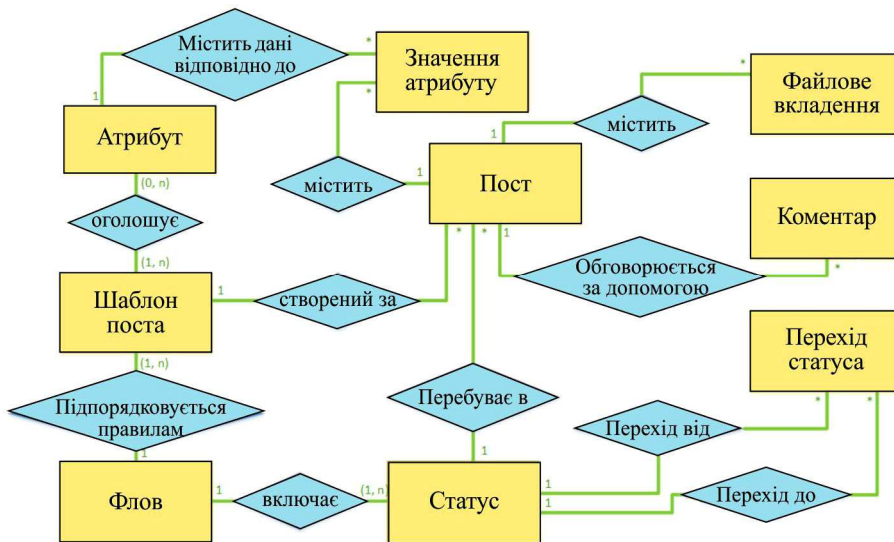 Містить дані
відповідно до
*
Значення
атрибуту
*
1
Атрибут
(0, n)
оголошує
(1, n)
Шаблон
поста
1
створений за
*
містить
1
Пост
1
містить
*
Файлове
вкладення
*
1
Обговорюється
за допомогою
*
Коментар
(1, n)
Підпорядковується
правилам
1
Флов
1
включає
(1, n)
Перебуває в
1
Статус
1
Перехід від
*
1
Перехід до
*
Перехід
статуса